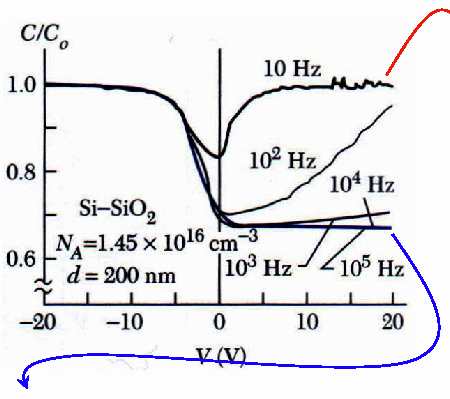 C/Cₒ
1.0
0.8
0.6
10 Hz
10² Hz
10⁴ Hz
Si–SiO₂
N_A=1.45 × 10¹⁶ cm⁻³
d = 200 nm
10³ Hz
10⁵ Hz
−20 −10 0 10 20
V (V)